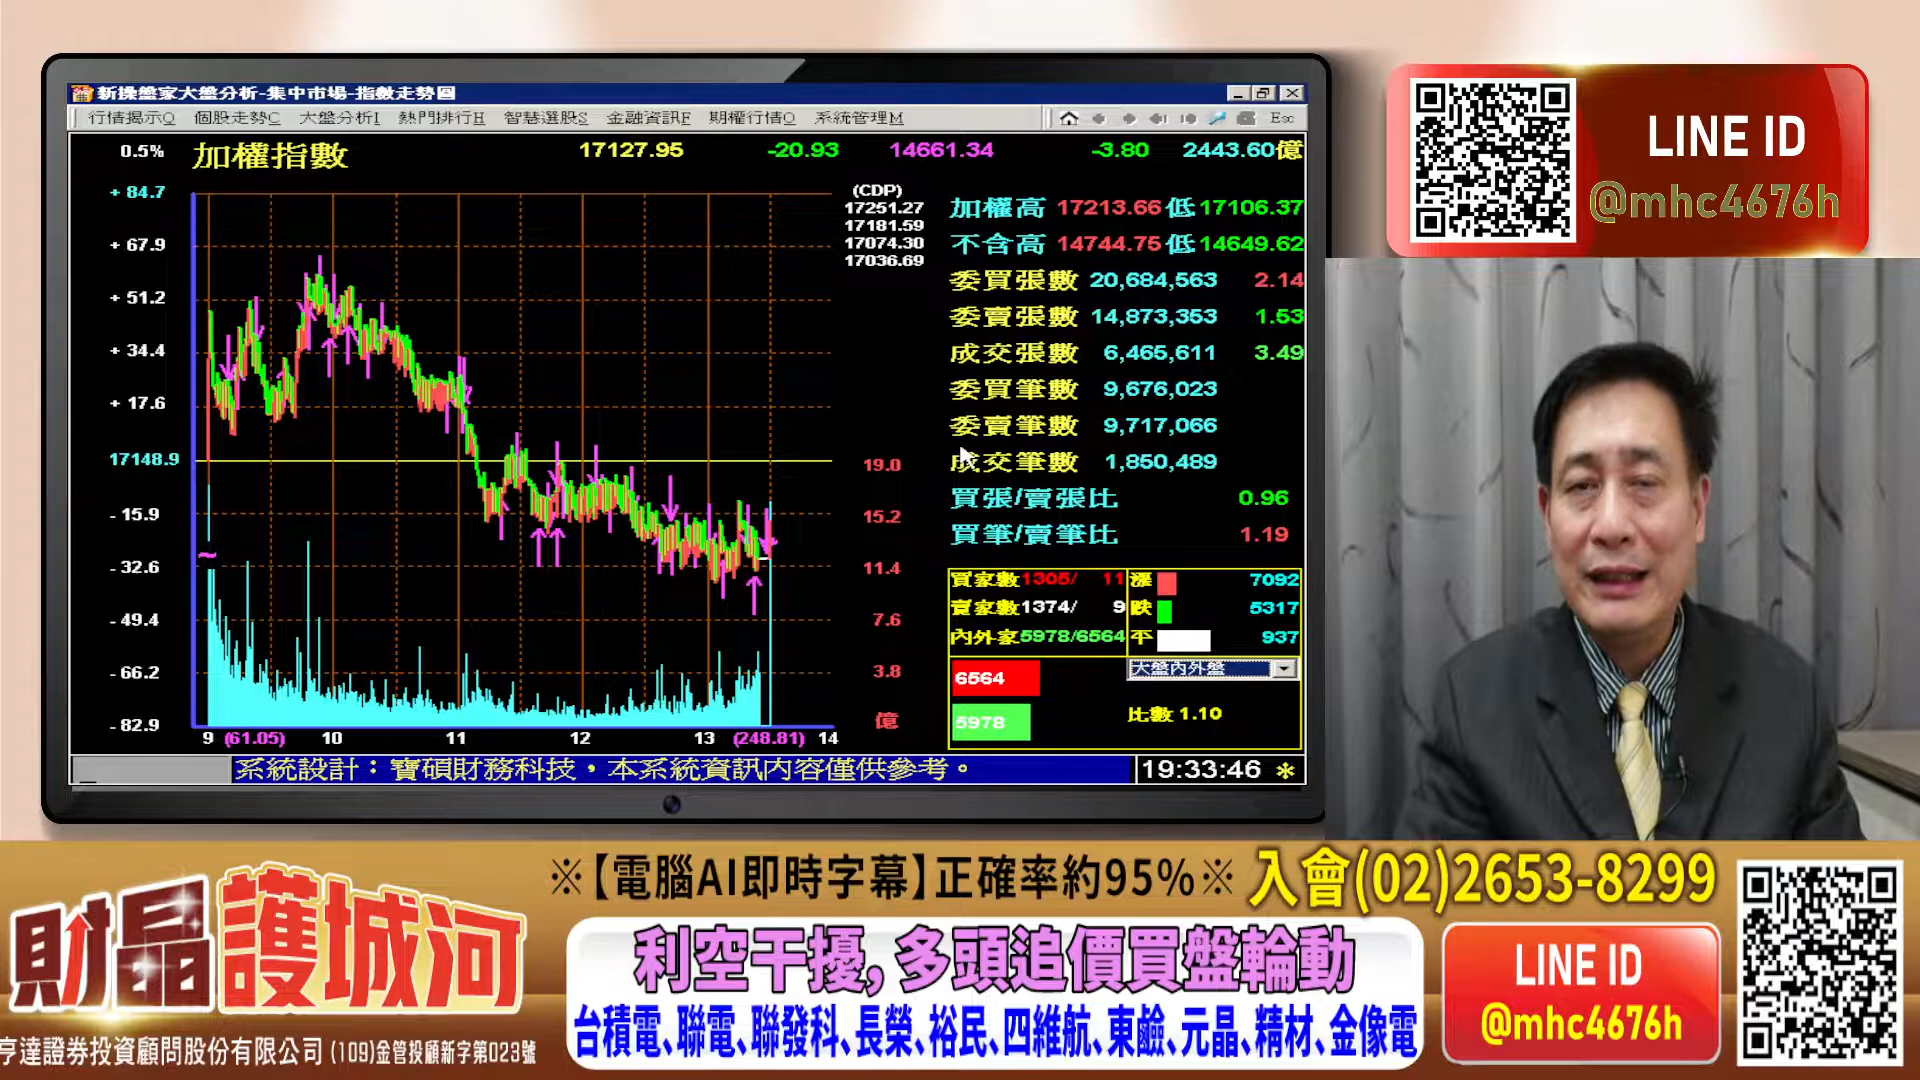 新操盤家大盤分析-集中市場-指數走勢圖
行情揭示Q 個股走勢C 大盤分析I 熱門排行H 智慧選股S 金融資訊F 期權行情O 系統管理M Esc
0.5% 加權指數 17127.95 -20.93 14661.34 -3.80 2443.60億
+ 84.7
+ 67.9
+ 51.2
+ 34.4
+ 17.6
17148.9
- 15.9
- 32.6
- 49.4
- 66.2
- 82.9
(CDP)
17251.27
17181.59
17074.30
17036.69
19.0
15.2
11.4
7.6
3.8
億
9 (61.05) 10 11 12 13 (248.81) 14
加權高 17213.66 低 17106.37
不含高 14744.75 低 14649.62
委買張數 20,684,563 2.14
委賣張數 14,873,353 1.53
成交張數 6,465,611 3.49
委買筆數 9,676,023
委賣筆數 9,717,066
成交筆數 1,850,489
買張/賣張比 0.96
買筆/賣筆比 1.19
買家數1305/ 11 漲 7092
賣家數1374/ 9 跌 5317
內外家5978/6564 平 937
大盤內外盤
6564
5978
比數 1.10
系統設計：寶碩財務科技，本系統資訊內容僅供參考。
19:33:46 *
LINE ID
@mhc4676h
※【電腦AI即時字幕】正確率約95%※ 入會(02)2653-8299
財晶護城河
亨達證券投資顧問股份有限公司 (109)金管投顧新字第023號
利空干擾, 多頭追價買盤輪動
台積電、聯電、聯發科、長榮、裕民、四維航、東鹼、元晶、精材、金像電
LINE ID
@mhc4676h